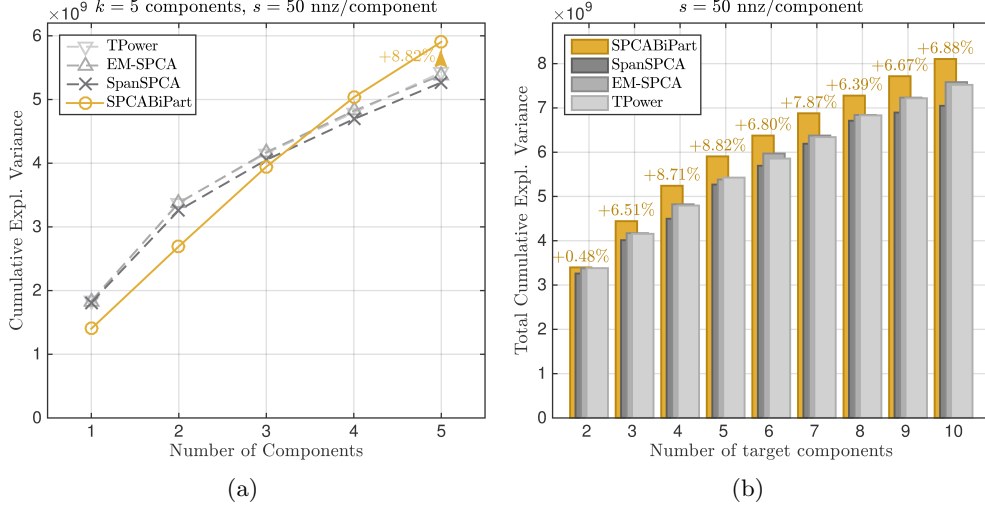 ×10⁹ k = 5 components, s = 50 nnz/component
6
5
4
3
2
1
0
Cumulative Expl. Variance
TPower
EM-SPCA
SpanSPCA
SPCABiPart
+8.82%
1 2 3 4 5
Number of Components
(a)
×10⁹ s = 50 nnz/component
8
7
6
5
4
3
2
1
0
Total Cumulative Expl. Variance
SPCABiPart
SpanSPCA
EM-SPCA
TPower
+0.48%
+6.51%
+8.71%
+8.82%
+6.80%
+7.87%
+6.39%
+6.67%
+6.88%
2 3 4 5 6 7 8 9 10
Number of target components
(b)